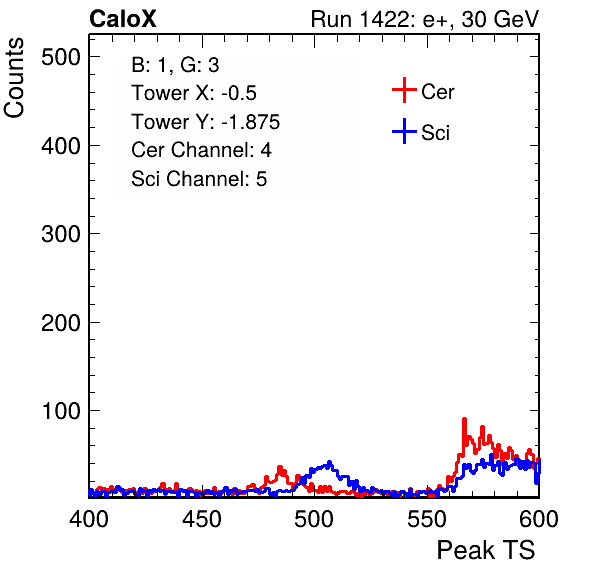 CaloX
Run 1422: e+, 30 GeV
Counts
500
400
300
200
100
B: 1, G: 3
Tower X: -0.5
Tower Y: -1.875
Cer Channel: 4
Sci Channel: 5
Cer
Sci
400
450
500
550
600
Peak TS